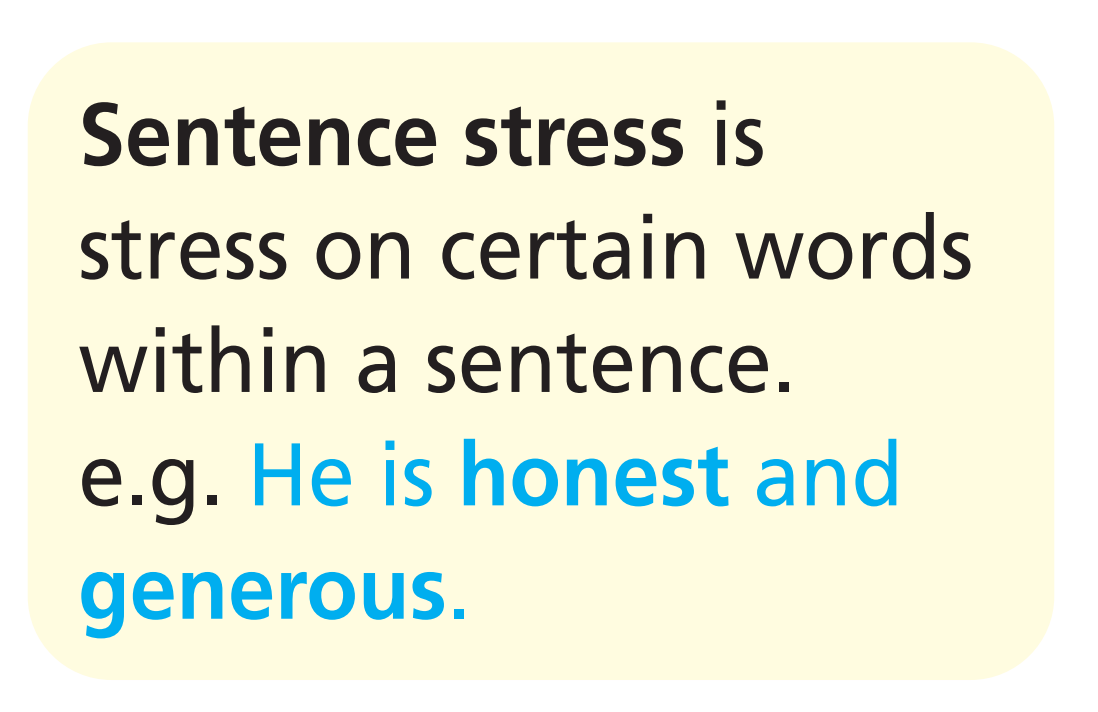 Sentence stress is
stress on certain words
within a sentence.
e.g. He is honest and
generous.